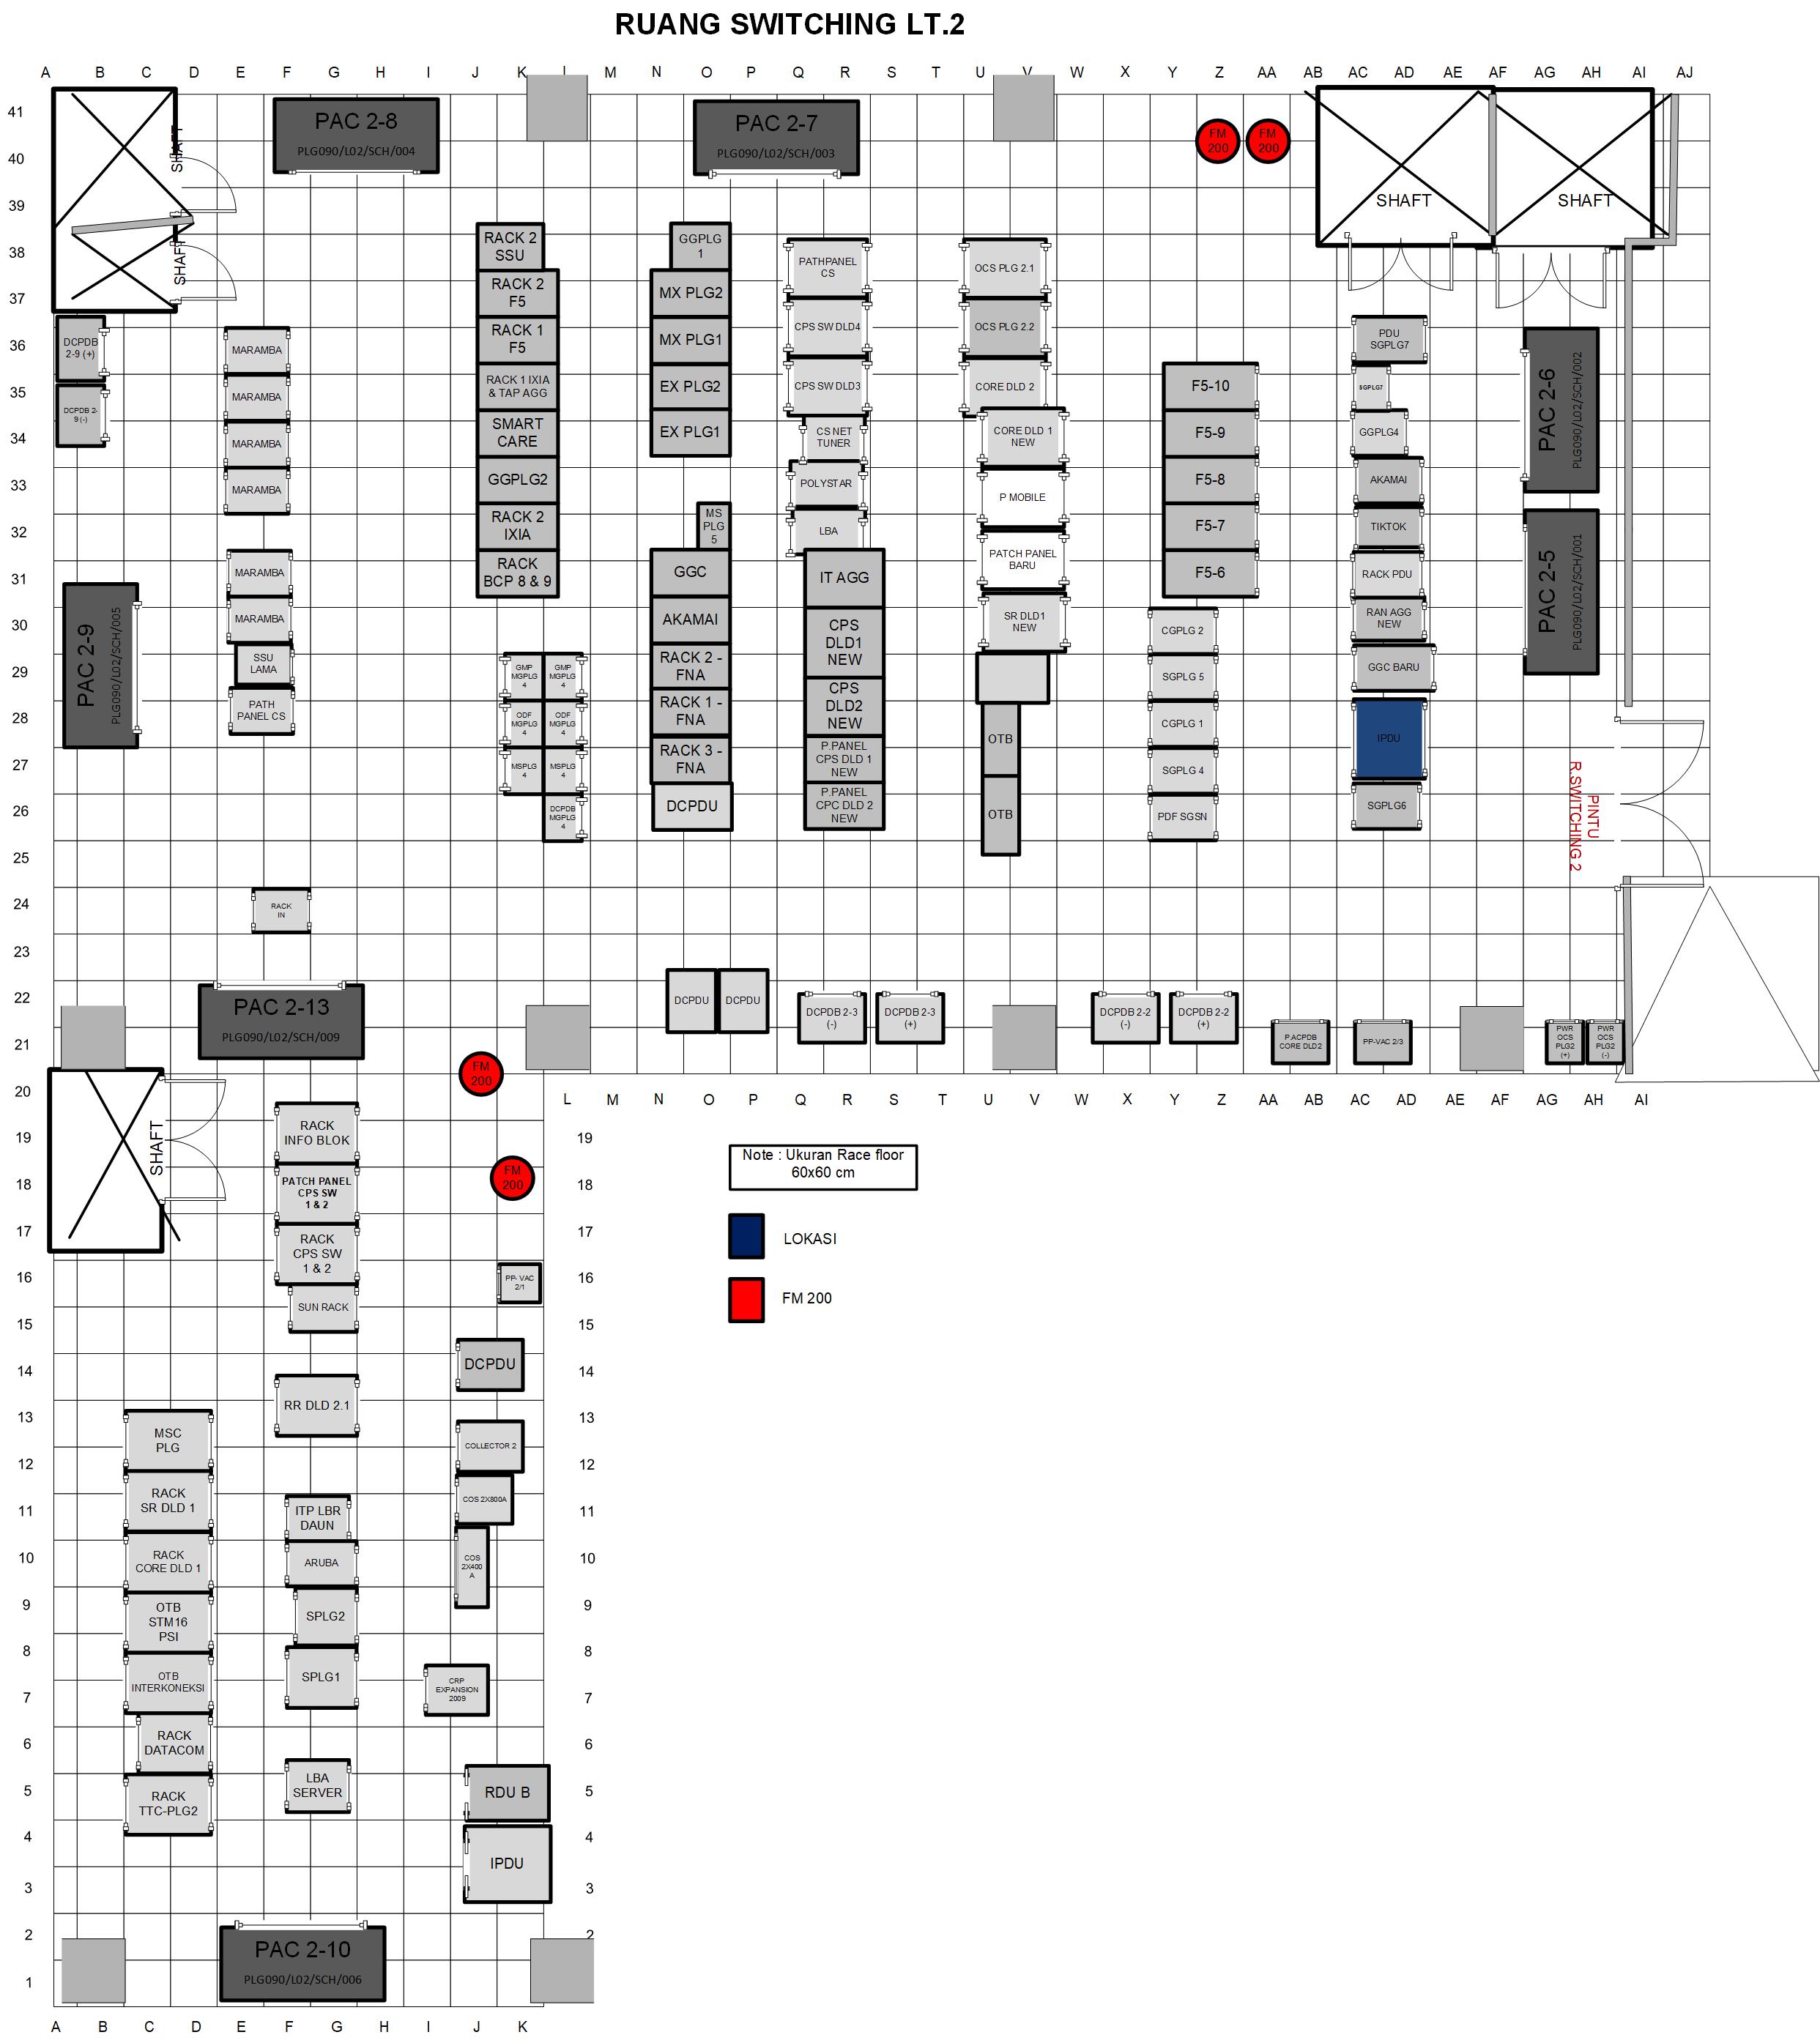 RUANG SWITCHING LT.2
A B C D E F G H I J K L M N O P Q R S T U V W X Y Z AA AB AC AD AE AF AG AH AI AJ
41
PAC 2-8
PLG090/L02/SCH/004
PAC 2-7
PLG090/L02/SCH/003
FM
200
FM
200
SHAFT
SHAFT
SHAFT
SHAFT
40
39
38
37
36
35
34
33
32
31
30
29
28
27
26
25
24
23
22
21
20
DCPDB
2-9 (+)
DCPDB 2-
9 (-)
PAC 2-9
PLG090/L02/SCH/005
MARAMBA
MARAMBA
MARAMBA
MARAMBA
MARAMBA
MARAMBA
SSU
LAMA
PATH
PANEL CS
RACK
IN
RACK 2
SSU
RACK 2
F5
RACK 1
F5
RACK 1 IXIA
& TAP AGG
SMART
CARE
GGPLG2
RACK 2
IXIA
RACK
BCP 8 & 9
GMP
MGPLG
4
GMP
MGPLG
4
ODF
MGPLG
4
ODF
MGPLG
4
MSPLG
4
MSPLG
4
DCPDB
MGPLG
4
GGPLG
1
MX PLG2
MX PLG1
EX PLG2
EX PLG1
MS
PLG
5
GGC
AKAMAI
RACK 2 -
FNA
RACK 1 -
FNA
RACK 3 -
FNA
DCPDU
PATHPANEL
CS
CPS SW DLD4
CPS SW DLD3
CS NET
TUNER
POLYSTAR
LBA
IT AGG
CPS
DLD1
NEW
CPS
DLD2
NEW
P.PANEL
CPS DLD 1
NEW
P.PANEL
CPC DLD 2
NEW
OCS PLG 2.1
OCS PLG 2.2
CORE DLD 2
CORE DLD 1
NEW
P MOBILE
PATCH PANEL
BARU
SR DLD1
NEW
OTB
OTB
F5-10
F5-9
F5-8
F5-7
F5-6
CGPLG 2
SGPLG 5
CGPLG 1
SGPLG 4
PDF SGSN
PDU
SGPLG7
SGPLG7
GGPLG4
AKAMAI
TIKTOK
RACK PDU
RAN AGG
NEW
GGC BARU
IPDU
SGPLG6
PAC 2-6
PLG090/L02/SCH/002
PAC 2-5
PLG090/L02/SCH/001
PINTU
R.SWITCHING 2
PAC 2-13
PLG090/L02/SCH/009
DCPDU
DCPDU
DCPDB 2-3
(-)
DCPDB 2-3
(+)
DCPDB 2-2
(-)
DCPDB 2-2
(+)
P.ACPDB
CORE DLD2
PP-VAC 2/3
PWR
OCS
PLG2
(+)
PWR
OCS
PLG2
(-)
FM
200
L M N O P Q R S T U V W X Y Z AA AB AC AD AE AF AG AH AI
SHAFT
19
18
17
16
15
14
13
12
11
10
9
8
7
6
5
4
3
2
1
RACK
INFO BLOK
PATCH PANEL
CPS SW
1 & 2
RACK
CPS SW
1 & 2
SUN RACK
RR DLD 2.1
ITP LBR
DAUN
ARUBA
SPLG2
SPLG1
LBA
SERVER
MSC
PLG
RACK
SR DLD 1
RACK
CORE DLD 1
OTB
STM16
PSI
OTB
INTERKONEKSI
RACK
DATACOM
RACK
TTC-PLG2
FM
200
PP- VAC
2/1
DCPDU
COLLECTOR 2
COS 2X800A
COS
2X400
A
CRP
EXPANSION
2009
RDU B
IPDU
19
18
17
16
15
14
13
12
11
10
9
8
7
6
5
4
3
2
Note : Ukuran Race floor
60x60 cm
LOKASI
FM 200
PAC 2-10
PLG090/L02/SCH/006
A B C D E F G H I J K